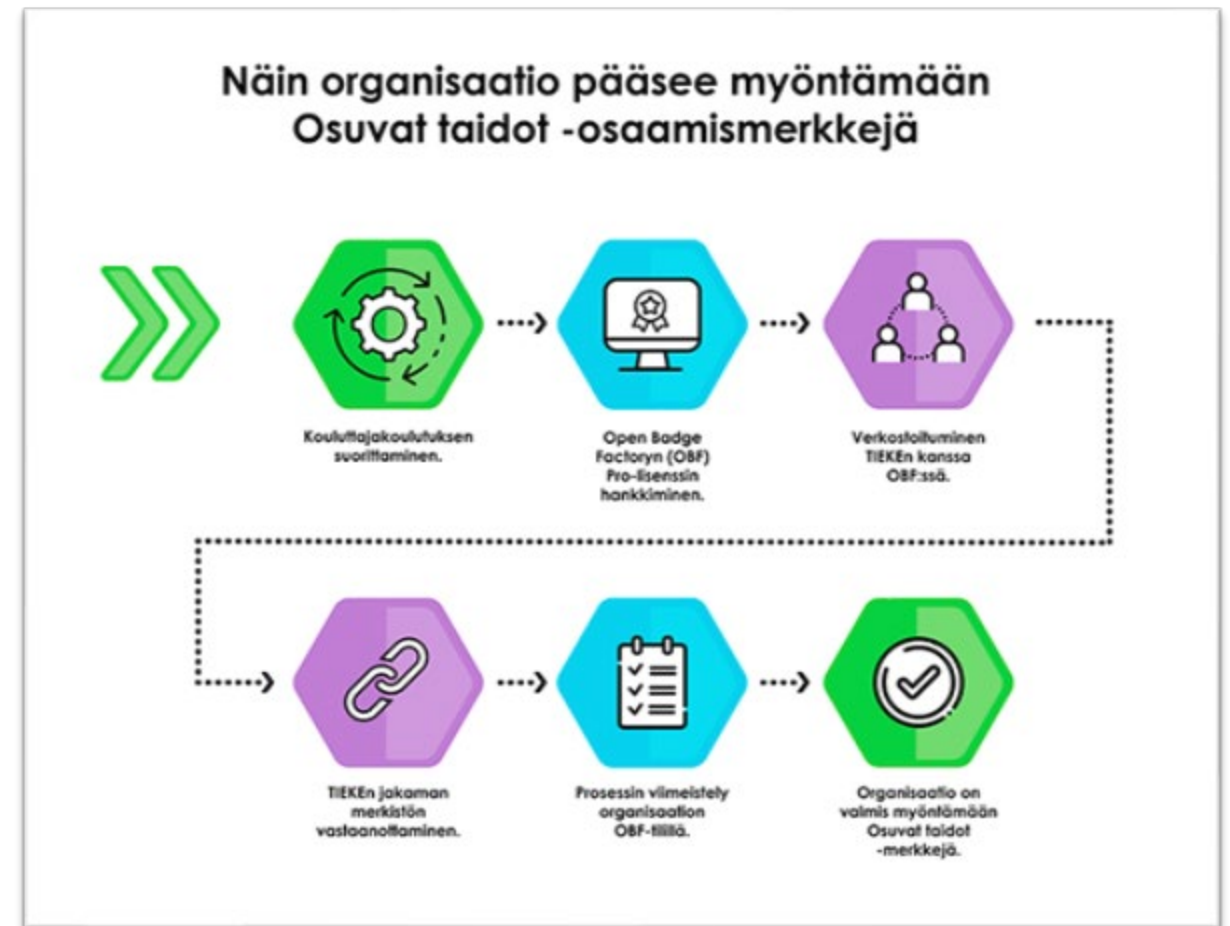 Näin organisaatio pääsee myöntämään
Osuvat taidot -osaamismerkkejä
Kouluttajakoulutuksen
suorittaminen.
Open Badge
Factoryn (OBF)
Pro-lisenssin
hankkiminen.
Verkostoituminen
TIEKEn kanssa
OBF:ssä.
TIEKEn jakaman
merkistön
vastaanottaminen.
Prosessin viimeistely
organisaation
OBF-tilillä.
Organisaatio on
valmis myöntämään
Osuvat taidot
-merkkejä.